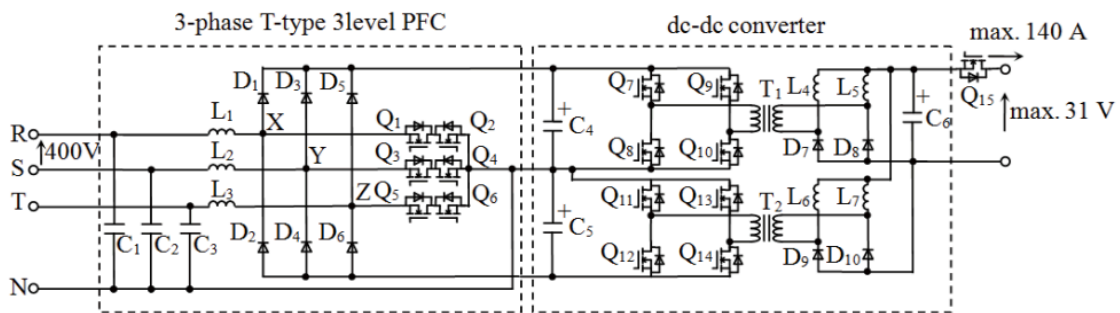 3-phase T-type 3level PFC
dc-dc converter
max. 140 A
D1 D3 D5
Q7 Q9
T1 L4 L5
Q15
L1
X
Q1 Q2
C4
C6
max. 31 V
R
400V
L2
Y
Q3 Q4
Q8 Q10
D7 D8
S
L3
Z
Q5 Q6
Q11 Q13
T2 L6 L7
T
C1 C2 C3
D2 D4 D6
C5
Q12 Q14
D9 D10
N